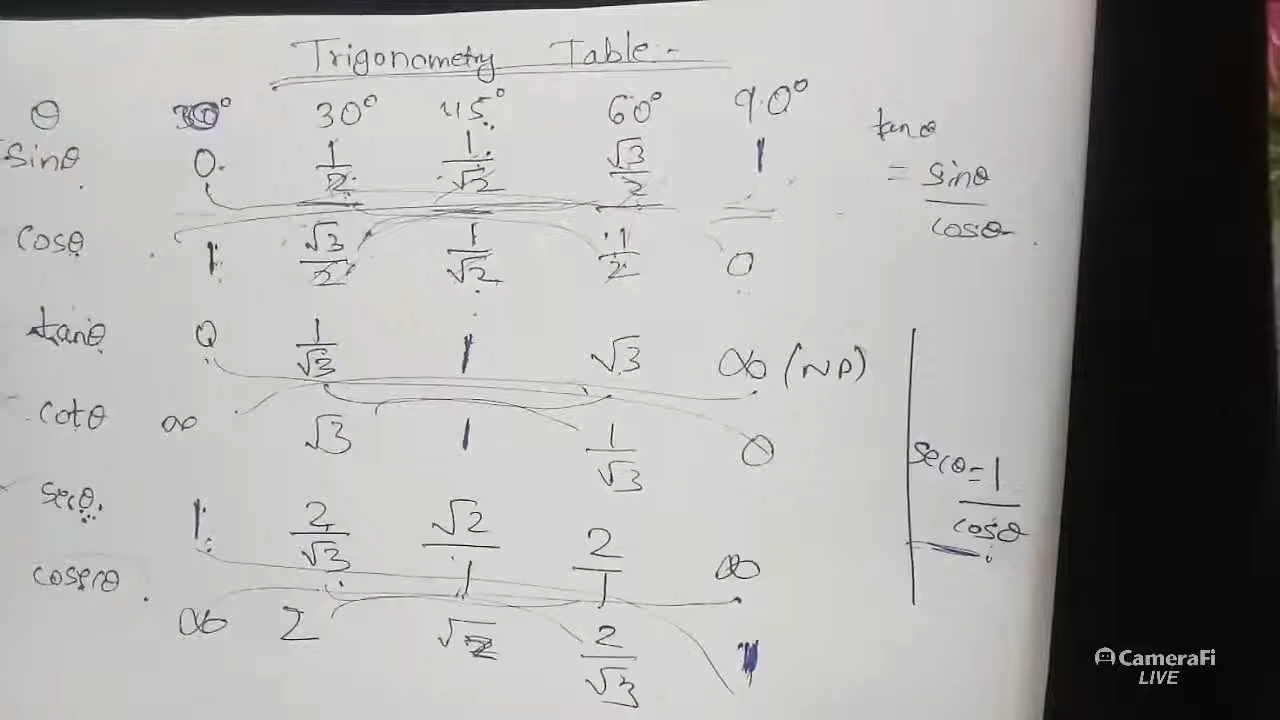 Trigonometry Table -
θ 0° 30° 45° 60° 90°
sinθ 0 1/2 1/√2 √3/2 1
cosθ 1 √3/2 1/√2 1/2 0
tanθ 0 1/√3 1 √3 ∞ (ND)
cotθ ∞ √3 1 1/√3 0
secθ 1 2/√3 √2/1 2/1 ∞
cosecθ ∞ 2 √2 2/√3 1
tanθ
= sinθ/cosθ
secθ = 1/cosθ
CameraFi
LIVE